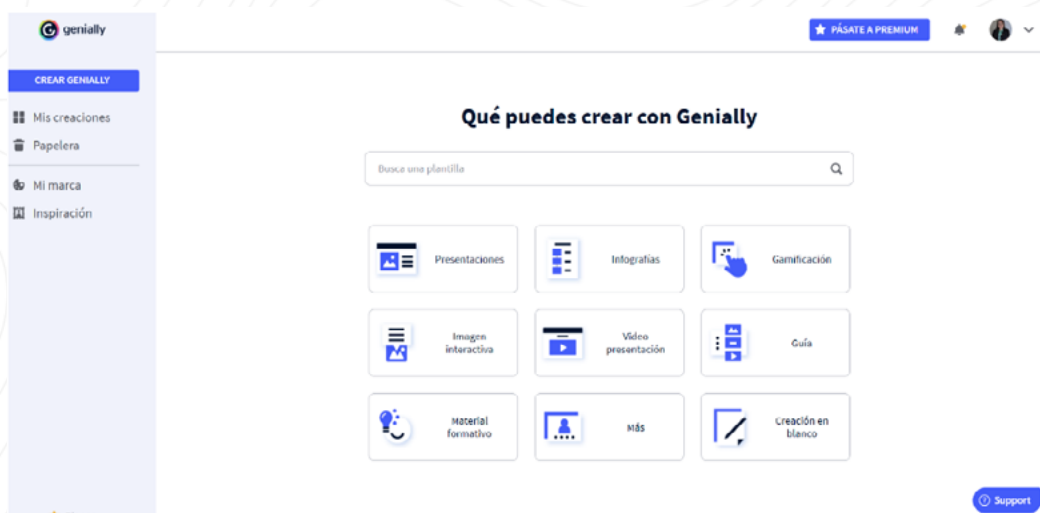 genially
PÁSATE A PREMIUM
CREAR GENIALLY
Mis creaciones
Papelera
Mi marca
Inspiración
Qué puedes crear con Genially
Busca una plantilla
Presentaciones
Infografías
Gamificación
Imagen
interactiva
Video
presentación
Guía
Material
formativo
Más
Creación en
blanco
Support